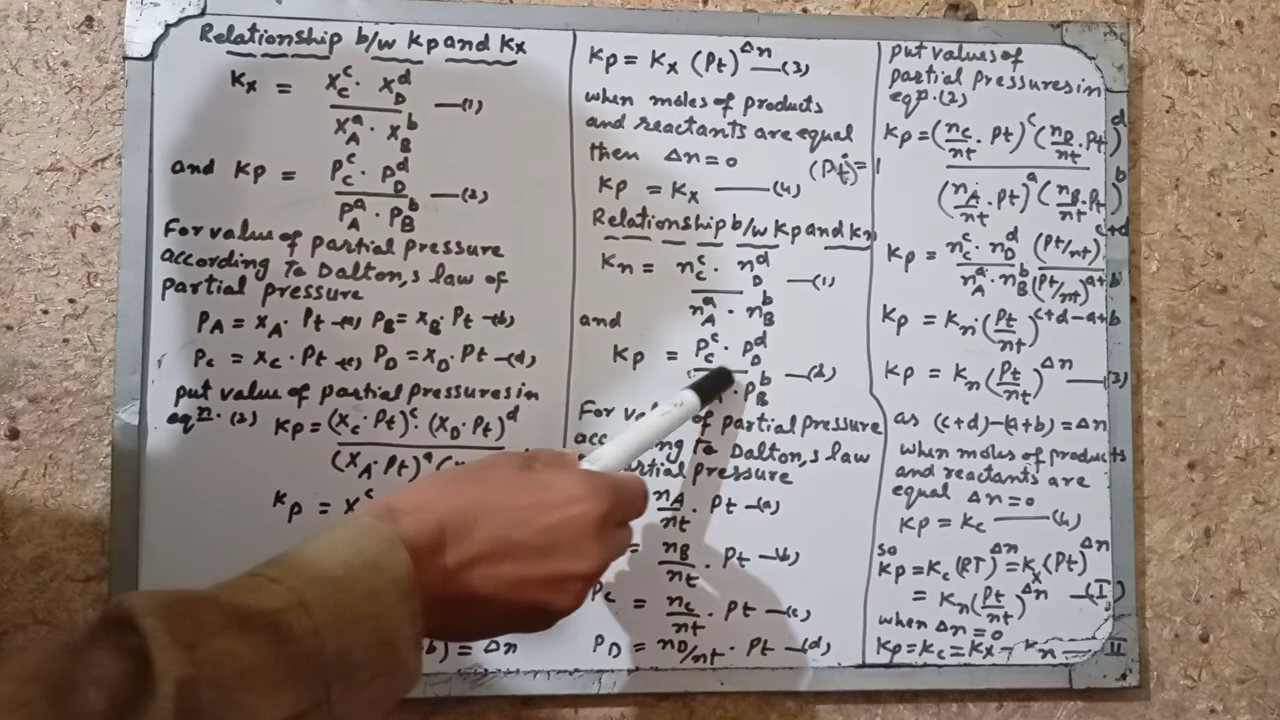 Relationship b/w Kp and Kx
Kx = X_C^c · X_D^d / X_A^a · X_B^b —(1)
and Kp = P_C^c · P_D^d / P_A^a · P_B^b —(2)
For value of partial pressure
according to Dalton,s law of
partial pressure
P_A = X_A · Pt —(a) P_B = X_B · Pt —(b)
P_C = X_C · Pt —(c) P_D = X_D · Pt —(d)
put value of partial pressures in
eqn. (2) Kp = (X_C · Pt)^c · (X_D · Pt)^d / (X_A · Pt)^a (
Kp = X^c
b) = Δn
Kp = Kx (Pt)^Δn —(3)
when moles of products
and reactants are equal
then Δn = 0 (Pt)° = 1
Kp = Kx —(4)
Relationship b/w Kp and Kn
Kn = n_C^c · n_D^d / n_A^a · n_B^b —(1)
and
Kp = P_C^c · P_D^d / · P_B^b —(2)
For of partial pressure
to Dalton,s law
partial pressure
n_A/nt · Pt —(a)
= n_B/nt · Pt —(b)
P_C = n_C/nt · Pt —(c)
P_D = n_D/nt · Pt —(d)
put values of
partial pressures in
eqn. (2)
Kp = (n_C/nt · Pt)^c (n_D/nt · Pt)^d / (n_A/nt · Pt)^a (n_B/nt · Pt)^b
Kp = n_C^c · n_D^d / n_A^a · n_B^b (Pt/nt)^c+d / (Pt/nt)^a+b
Kp = Kn · (Pt/nt)^c+d-a+b
Kp = Kn (Pt/nt)^Δn —(3)
as (c+d)-(a+b) = Δn
when moles of products
and reactants are
equal Δn = 0
Kp = Kc —(4)
so
Kp = Kc (RT)^Δn = Kx (Pt)^Δn
= Kn (Pt/nt)^Δn —(I)
when Δn = 0
Kp = Kc = Kx = Kn — II